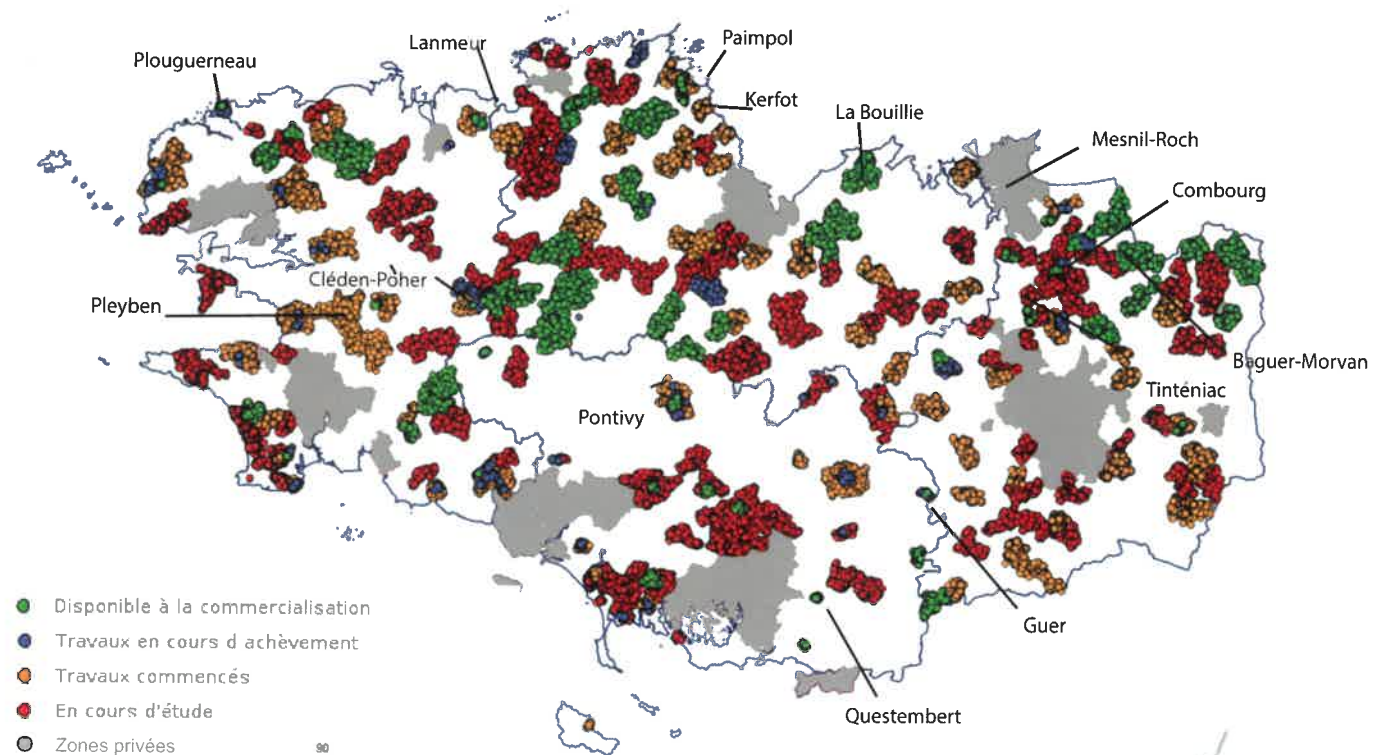 Paimpol
Lanmeur
Plouguerneau
Kerfot
La Bouillie
Mesnil-Roch
Combourg
Cléden-Poher
Pleyben
Baguer-Morvan
Tinténiac
Pontivy
Disponible à la commercialisation
Travaux en cours d achèvement
Guer
Travaux commencés
En cours d'étude
Questembert
Zones privées
90